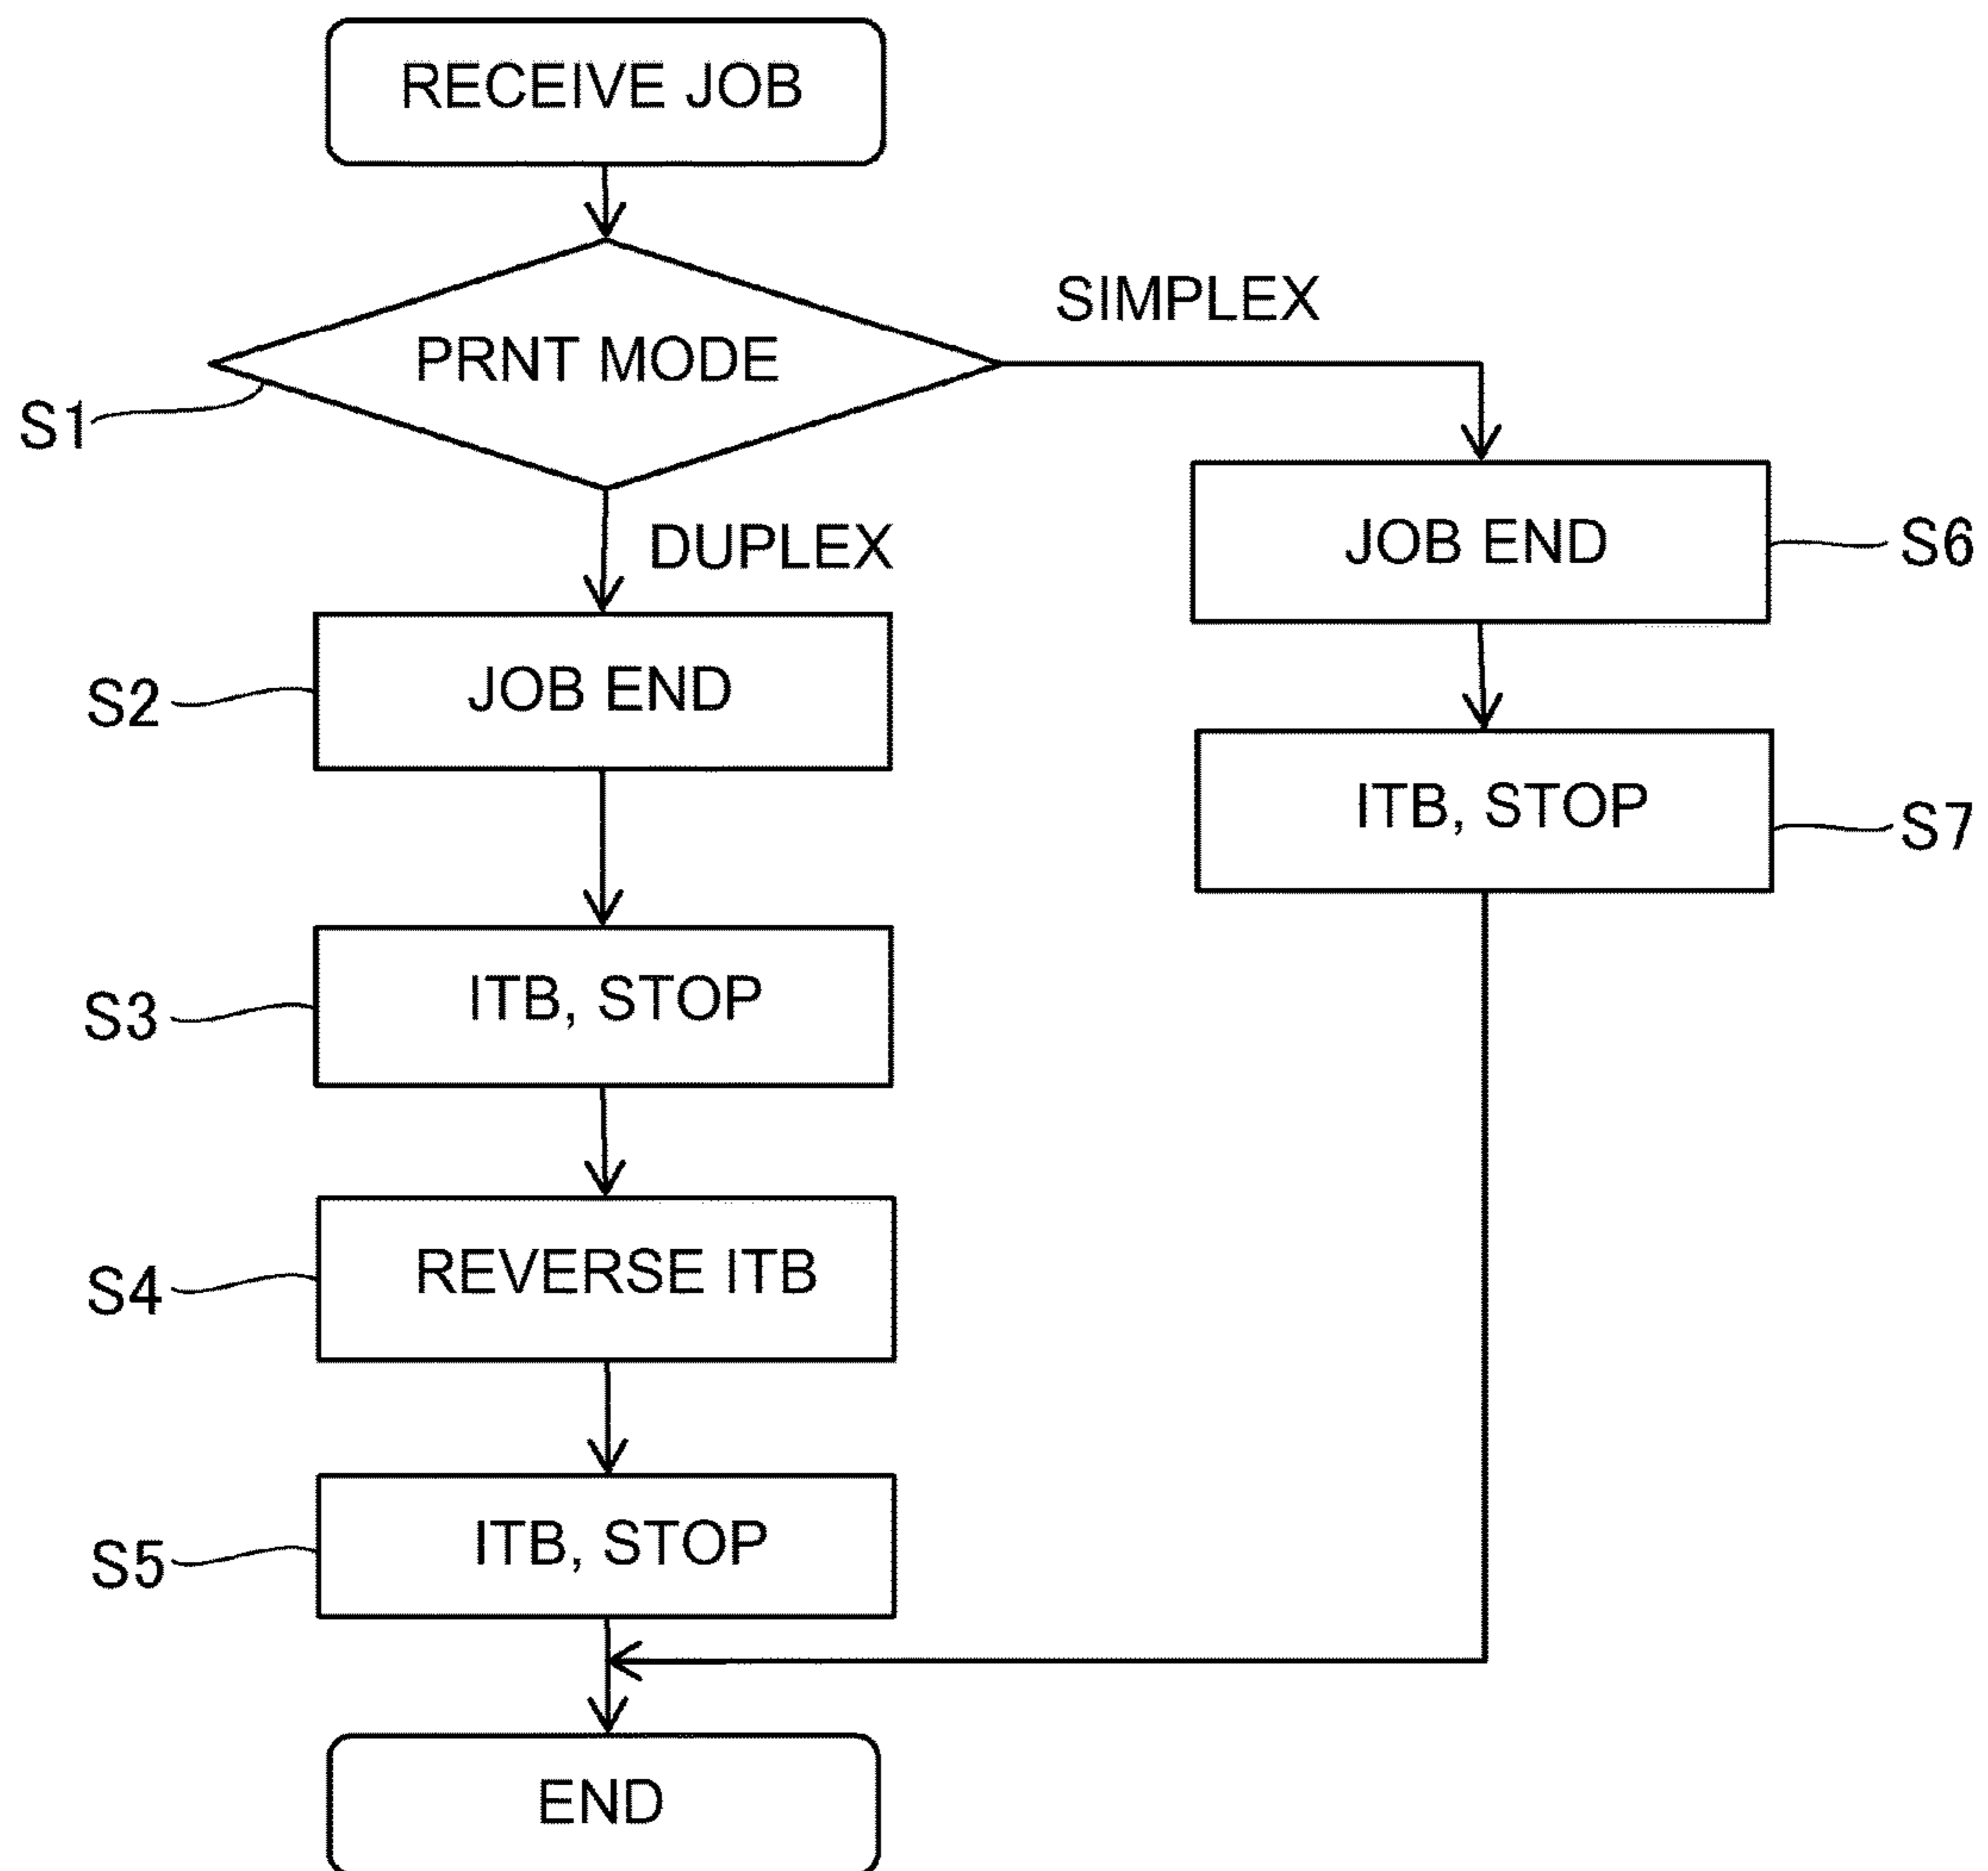 RECEIVE JOB
PRNT MODE
S1
SIMPLEX
DUPLEX
JOB END
S2
ITB, STOP
S3
REVERSE ITB
S4
ITB, STOP
S5
JOB END
S6
ITB, STOP
S7
END